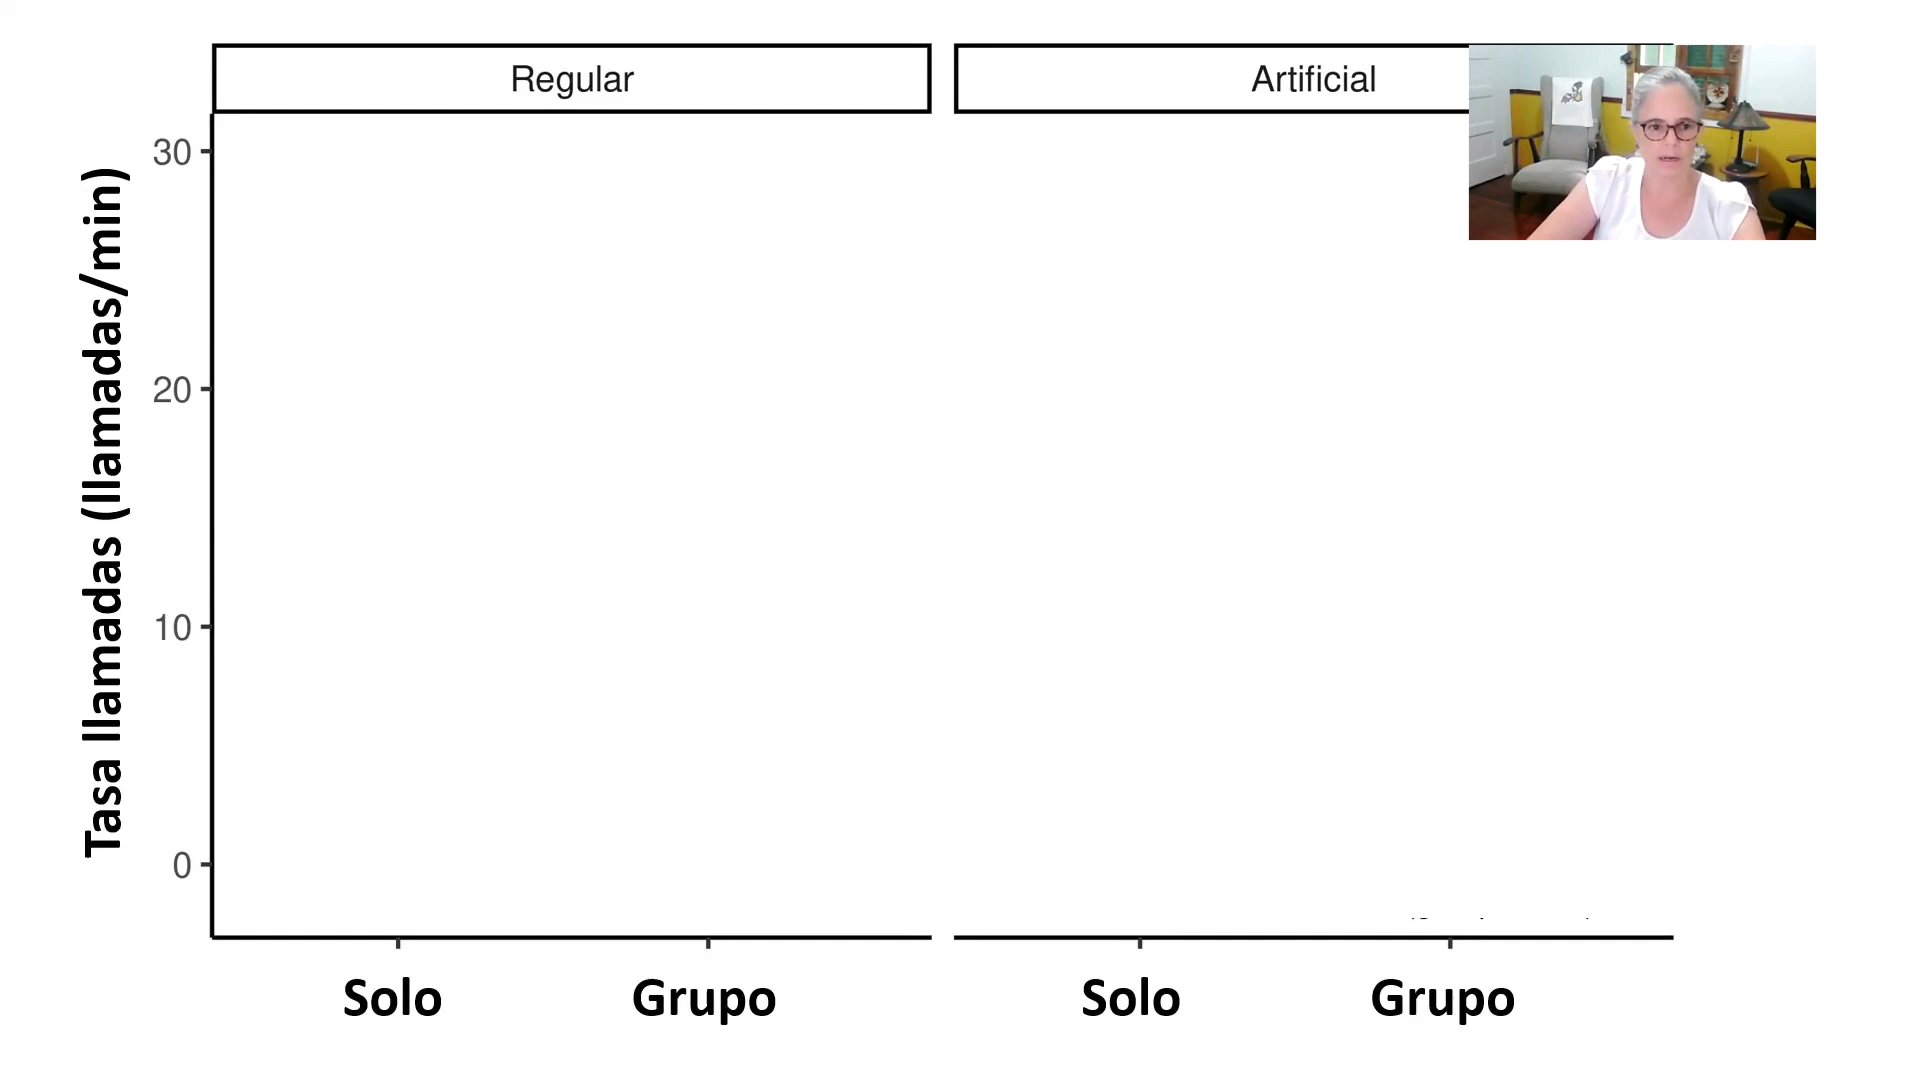 Regular
Artificial
Tasa llamadas (llamadas/min)
30
20
10
0
Solo
Grupo
Solo
Grupo